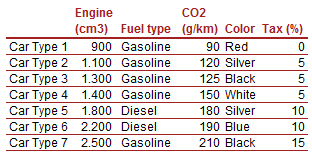 Engine CO2
(cm3) Fuel type (g/km) Color Tax (%)
Car Type 1 900 Gasoline 90 Red 0
Car Type 2 1.100 Gasoline 120 Silver 5
Car Type 3 1.300 Gasoline 125 Black 5
Car Type 4 1.400 Gasoline 150 White 5
Car Type 5 1.800 Diesel 180 Silver 10
Car Type 6 2.200 Diesel 190 Blue 10
Car Type 7 2.500 Gasoline 210 Black 15